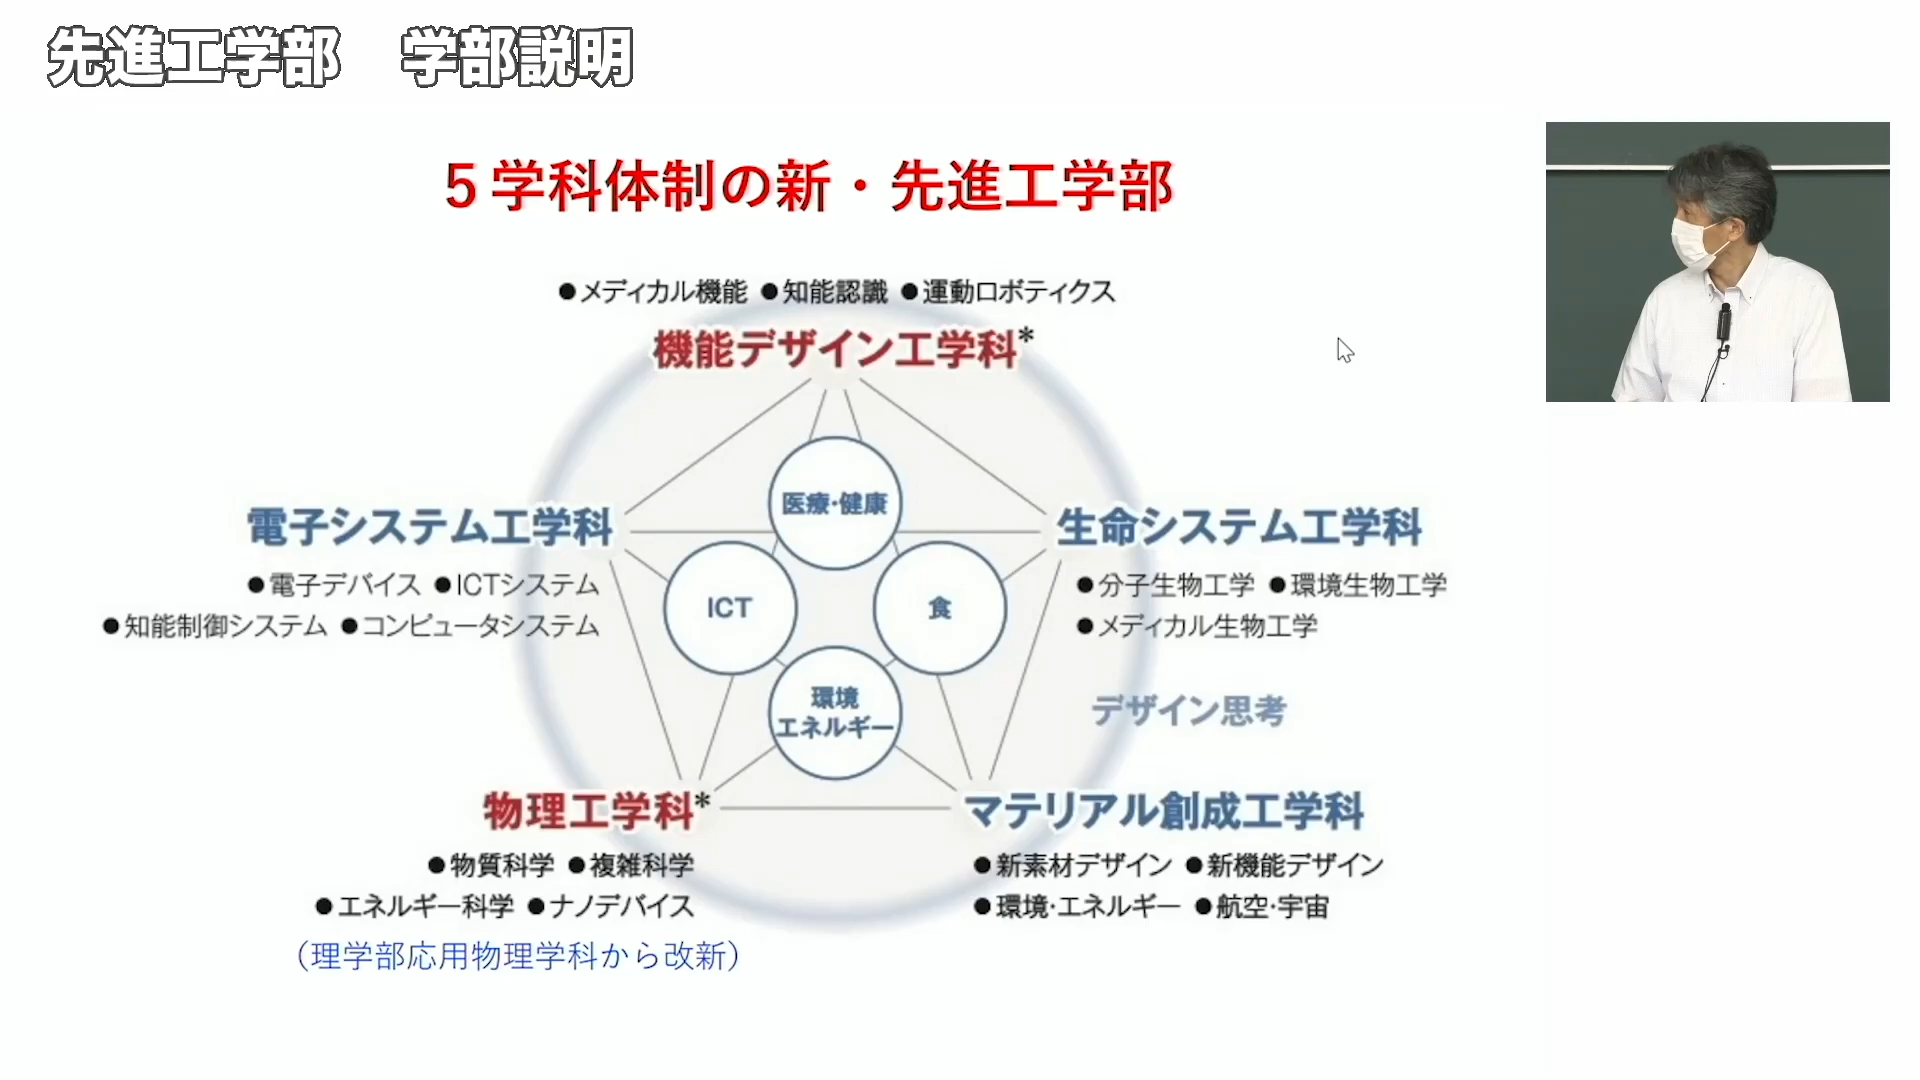 先進工学部　学部説明
５学科体制の新・先進工学部
●メディカル機能 ●知能認識 ●運動ロボティクス
機能デザイン工学科*
医療・健康
電子システム工学科
●電子デバイス ●ICTシステム
●知能制御システム ●コンピュータシステム
生命システム工学科
●分子生物工学 ●環境生物工学
●メディカル生物工学
ICT
食
環境
エネルギー
デザイン思考
物理工学科*
●物質科学 ●複雑科学
●エネルギー科学 ●ナノデバイス
（理学部応用物理学科から改新）
マテリアル創成工学科
●新素材デザイン ●新機能デザイン
●環境・エネルギー ●航空・宇宙